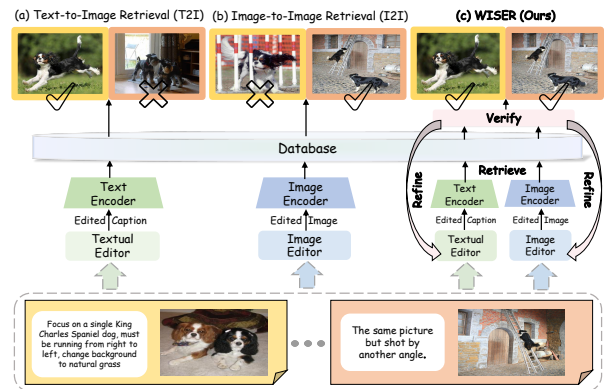 (a) Text-to-Image Retrieval (T2I)
(b) Image-to-Image Retrieval (I2I)
(c) WISER (Ours)
Verify
Database
Retrieve
Refine
Refine
Text
Encoder
Image
Encoder
Text
Encoder
Image
Encoder
Edited Caption
Edited Image
Edited Caption
Edited Image
Textual
Editor
Image
Editor
Textual
Editor
Image
Editor
Focus on a single King
Charles Spaniel dog, must
be running from right to
left, change background
to natural grass
The same picture
but shot by
another angle.